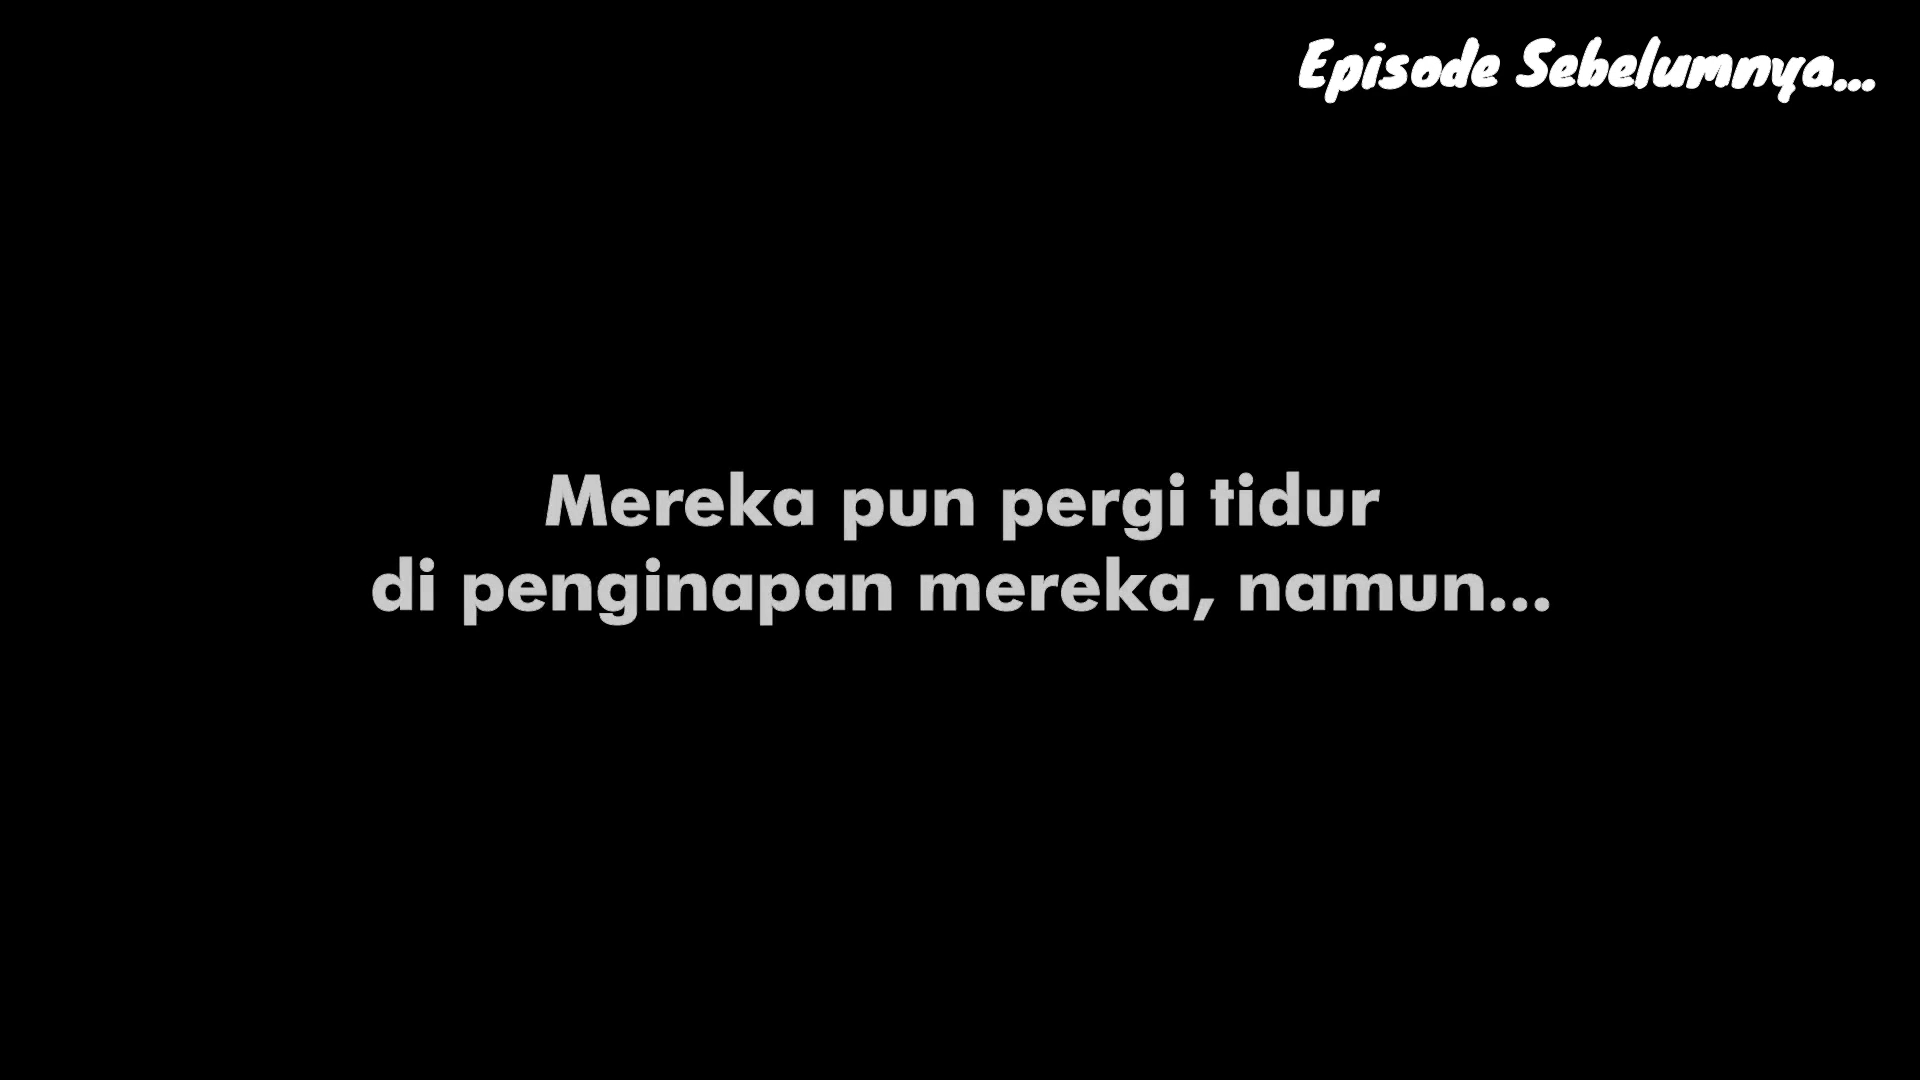 Episode Sebelumnya...
Mereka pun pergi tidur
di penginapan mereka, namun...